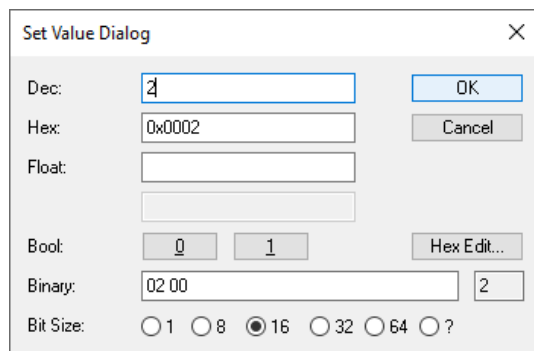 Set Value Dialog
Dec: 2 OK
Hex: 0x0002 Cancel
Float:
Bool: 0 1 Hex Edit...
Binary: 02 00 2
Bit Size: 1 8 16 32 64 ?